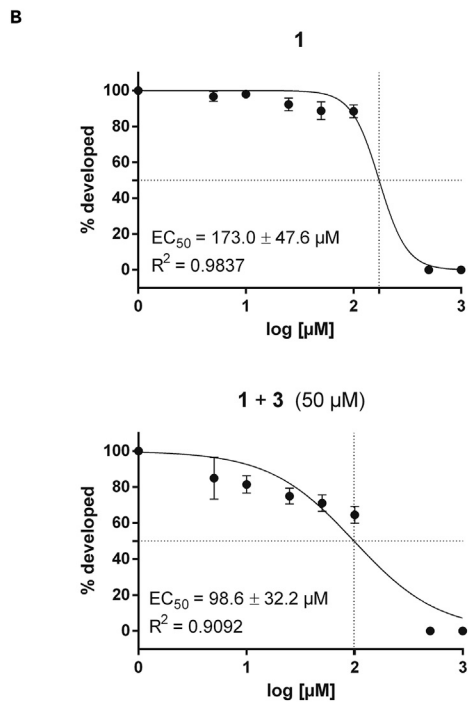 B
1
100
80
60
40
20
0
% developed
EC50 = 173.0 ± 47.6 µM
R2 = 0.9837
0 1 2 3
log [µM]
1 + 3 (50 µM)
100
80
60
40
20
0
% developed
EC50 = 98.6 ± 32.2 µM
R2 = 0.9092
0 1 2 3
log [µM]